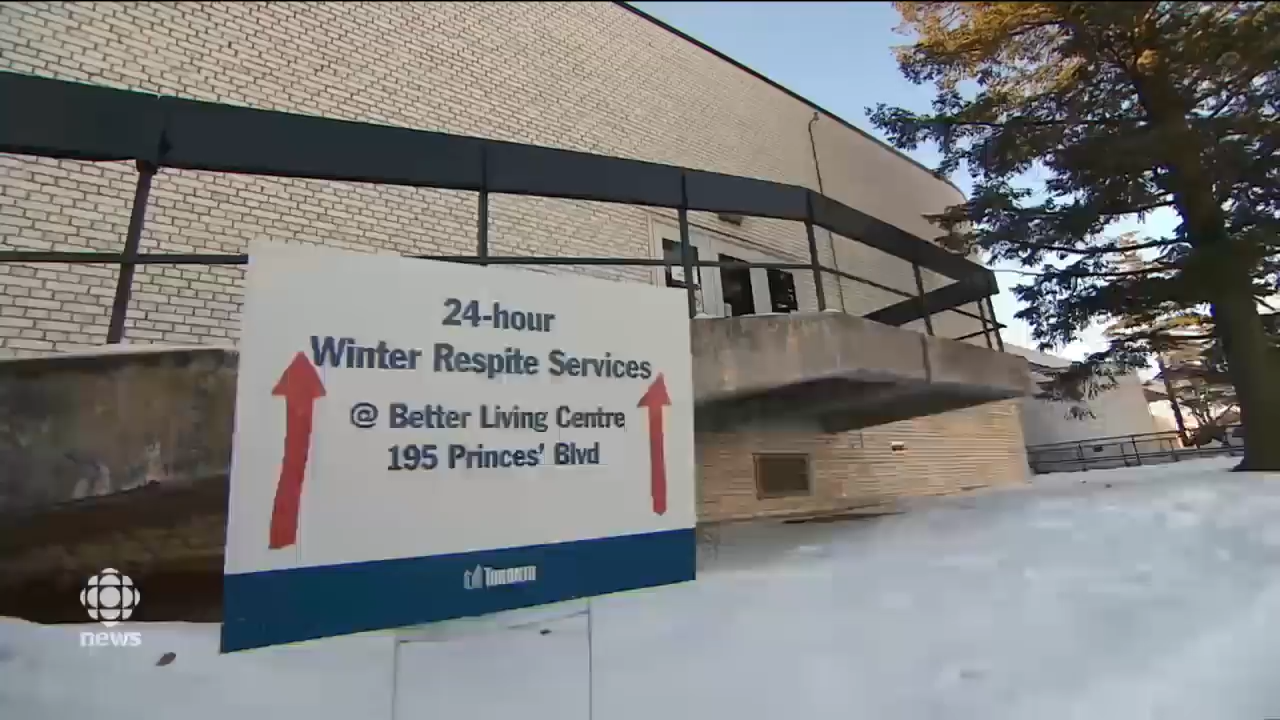 24-hour
Winter Respite Services
@ Better Living Centre
195 Princes' Blvd
TORONTO
news